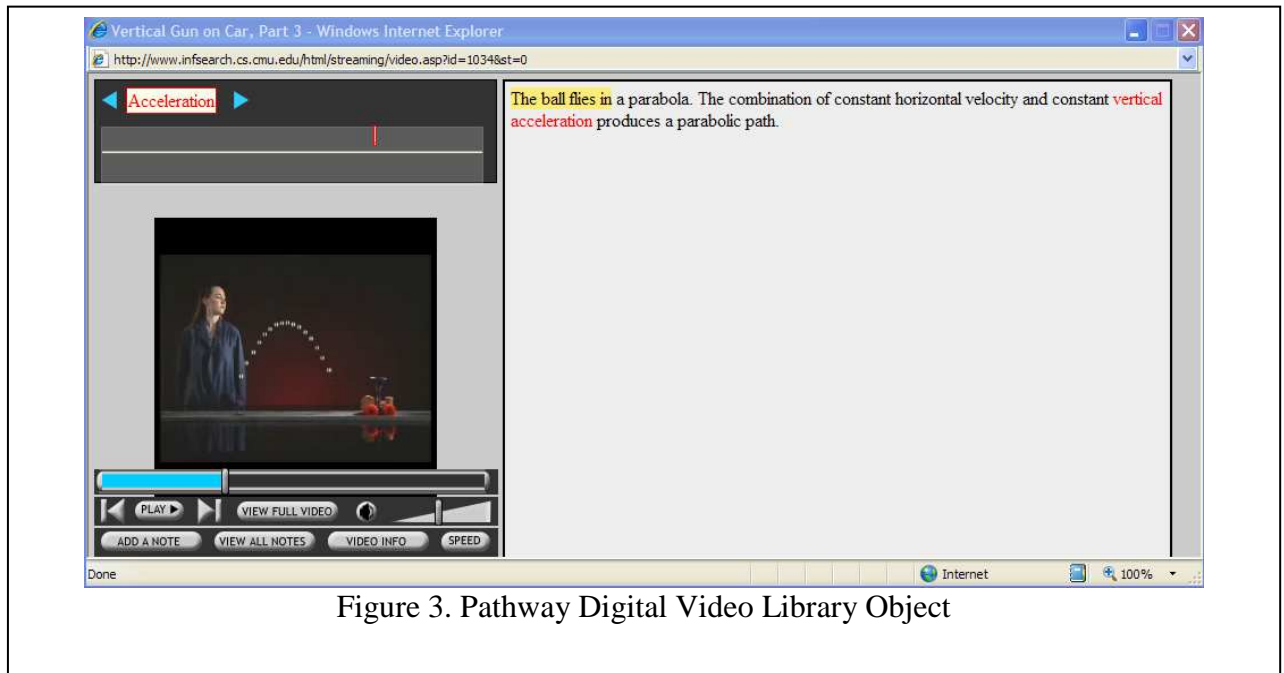 Vertical Gun on Car, Part 3 - Windows Internet Explorer
http://www.infsearch.cs.cmu.edu/html/streaming/video.asp?id=1034&st=0
Acceleration
The ball flies in a parabola. The combination of constant horizontal velocity and constant vertical
acceleration produces a parabolic path.
PLAY
VIEW FULL VIDEO
ADD A NOTE VIEW ALL NOTES VIDEO INFO SPEED
Done Internet 100%
Figure 3. Pathway Digital Video Library Object